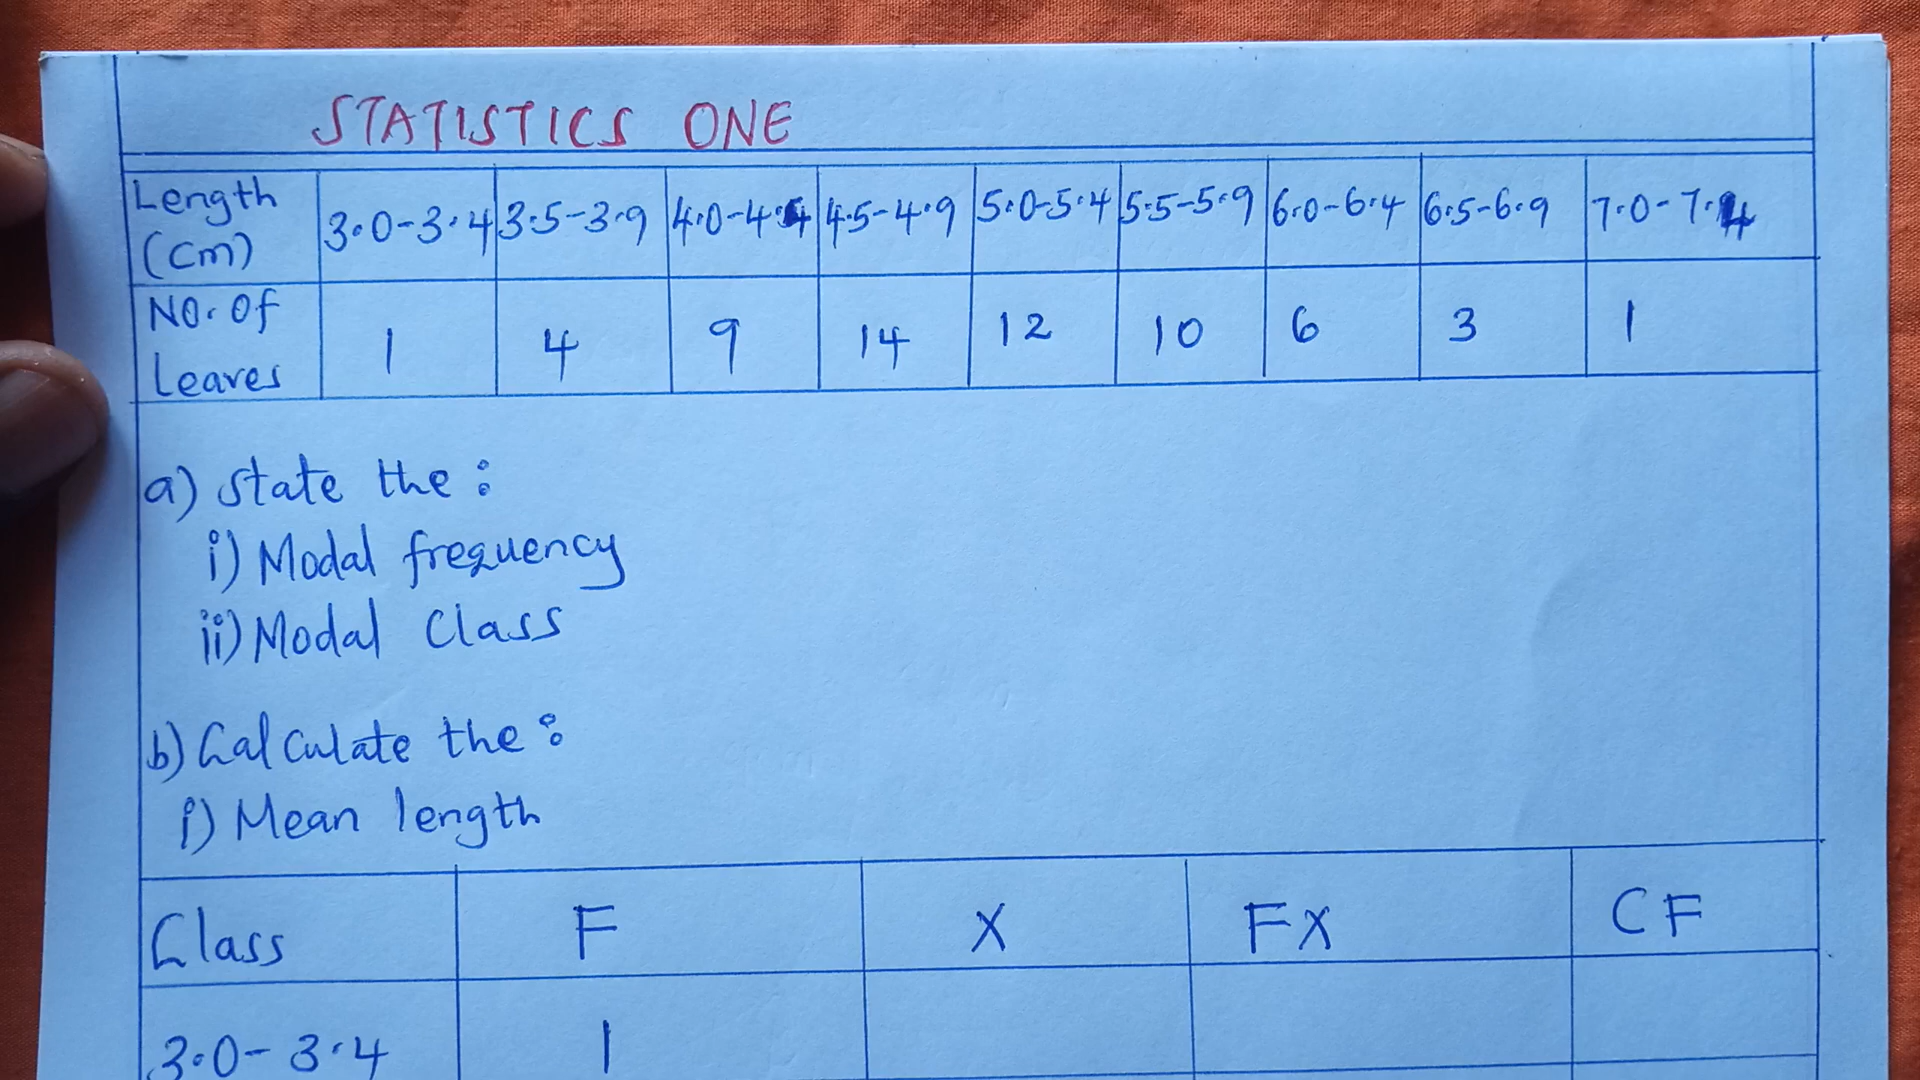 STATISTICS ONE
Length (cm) 3.0-3.4 3.5-3.9 4.0-4.4 4.5-4.9 5.0-5.4 5.5-5.9 6.0-6.4 6.5-6.9 7.0-7.4
No. of Leaves 1 4 9 14 12 10 6 3 1
a) State the :
i) Modal frequency
ii) Modal Class
b) Calculate the :
i) Mean length
Class F X FX CF
3.0-3.4 1